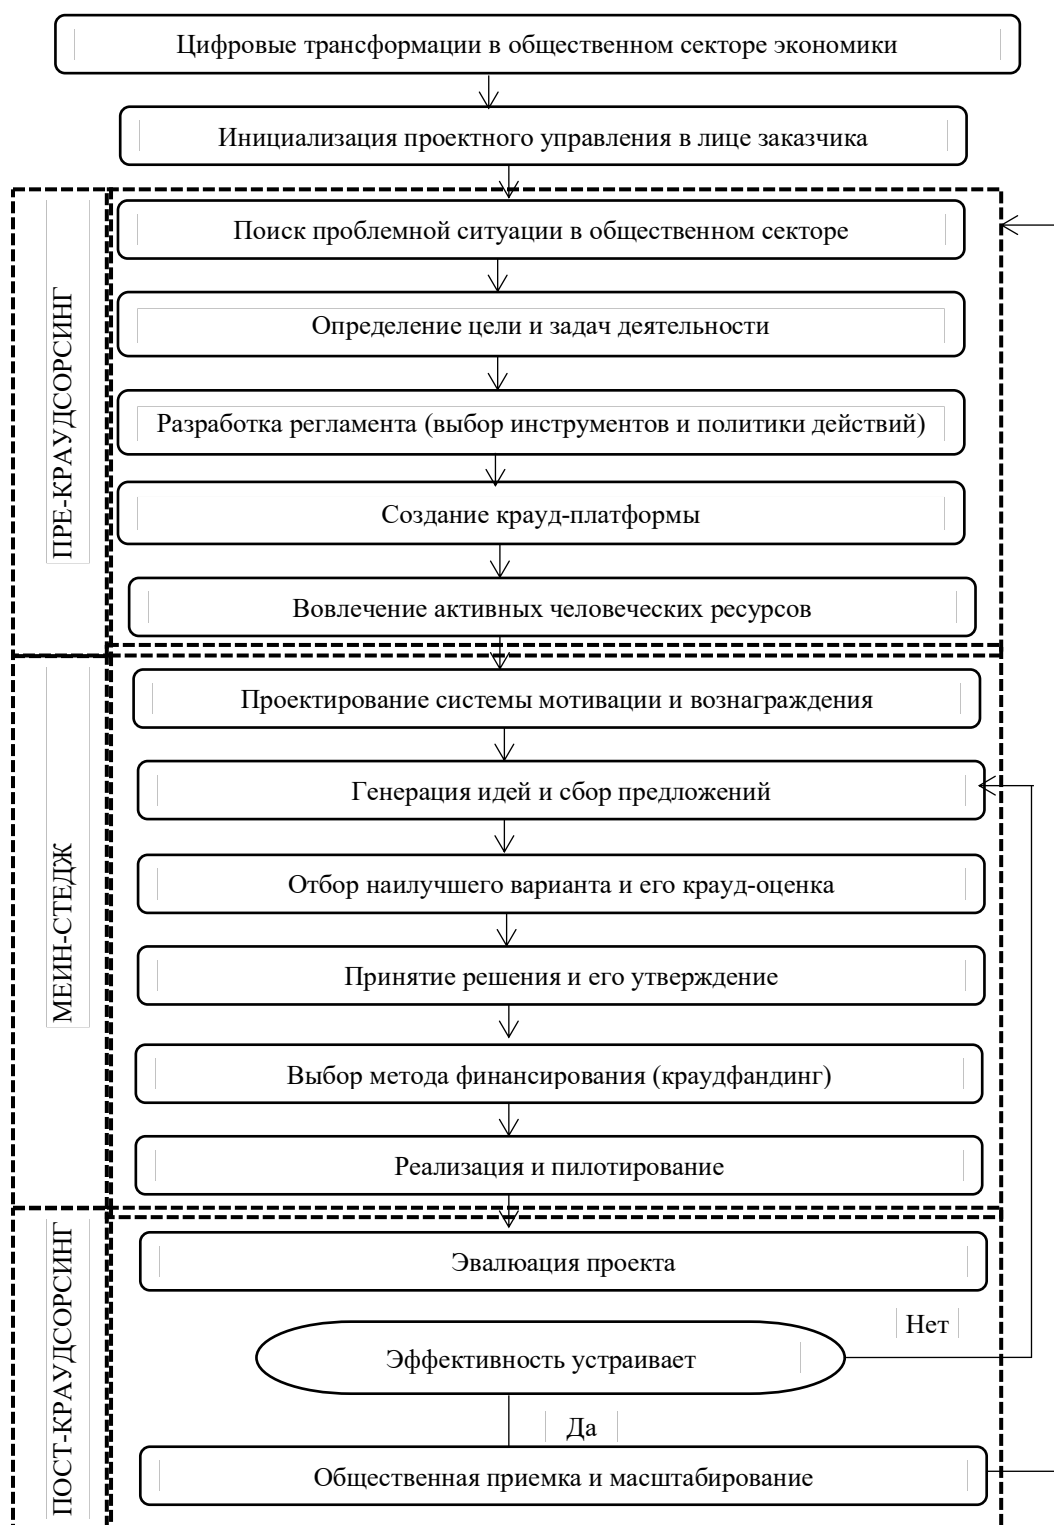 Цифровые трансформации в общественном секторе экономики
Инициализация проектного управления в лице заказчика
ПРЕ-КРАУДСОРСИНГ
Поиск проблемной ситуации в общественном секторе
Определение цели и задач деятельности
Разработка регламента (выбор инструментов и политики действий)
Создание крауд-платформы
Вовлечение активных человеческих ресурсов
МЕИН-СТЕДЖ
Проектирование системы мотивации и вознаграждения
Генерация идей и сбор предложений
Отбор наилучшего варианта и его крауд-оценка
Принятие решения и его утверждение
Выбор метода финансирования (краудфандинг)
Реализация и пилотирование
ПОСТ-КРАУДСОРСИНГ
Эвалюация проекта
Нет
Эффективность устраивает
Да
Общественная приемка и масштабирование